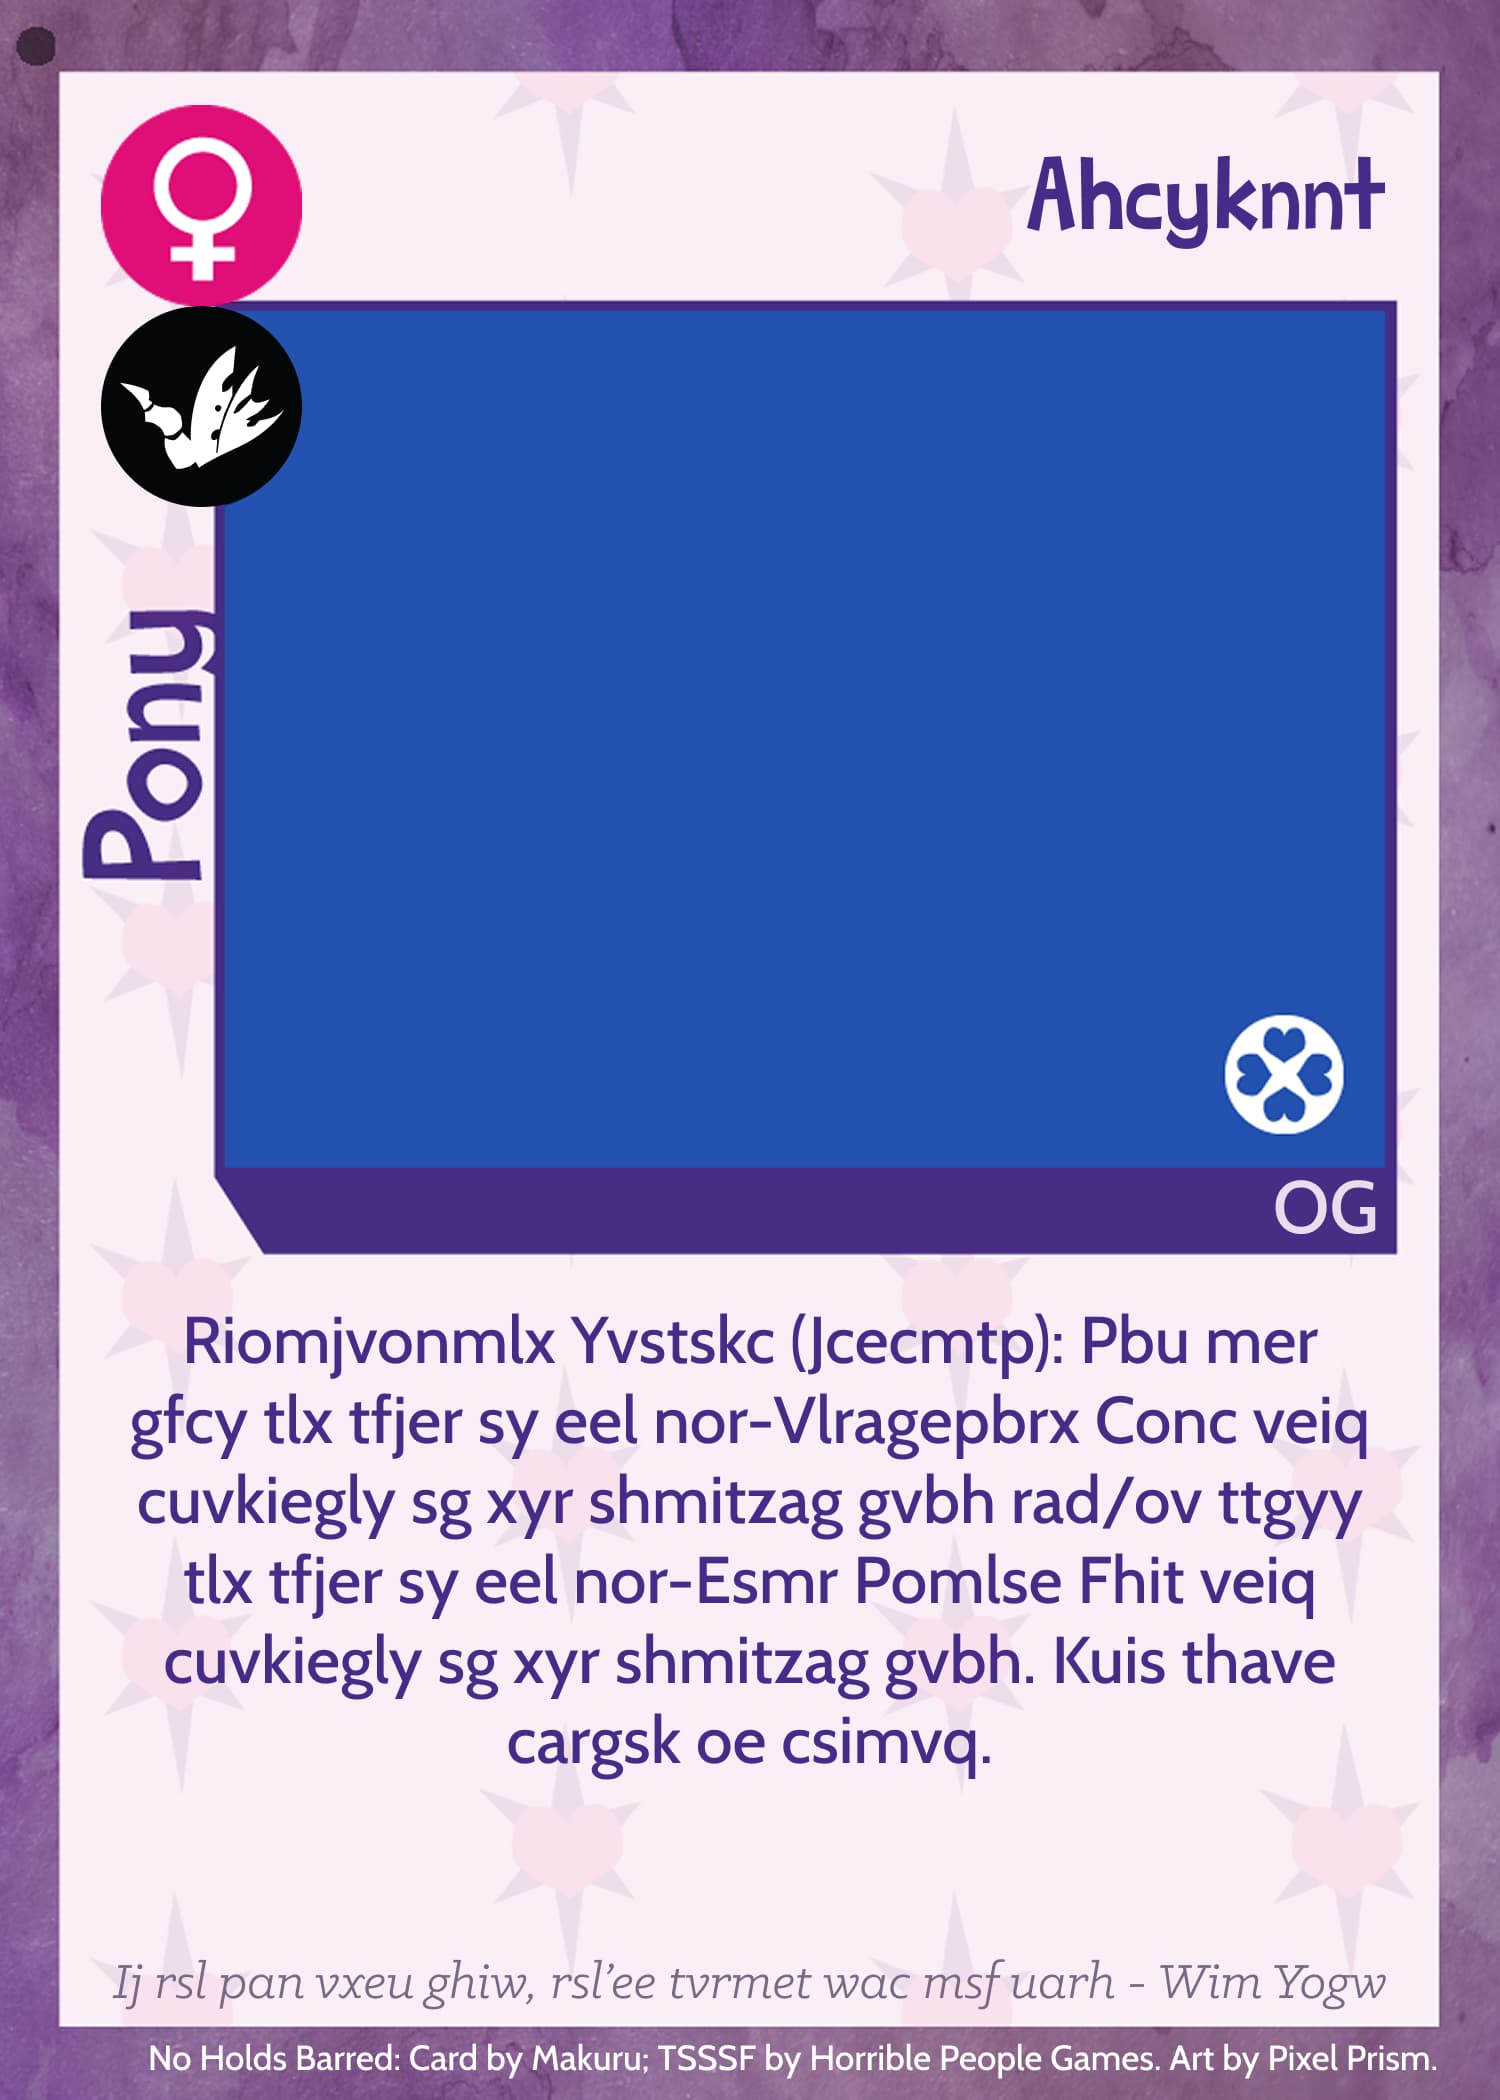 Ahcyknnt
Pony
OG
Riomjvonmlx Yvstskc (Jcecmtp): Pbu mer
gfcy tlx tfjer sy eel nor-Vlragepbrx Conc veiq
cuvkiegly sg xyr shmitzag gvbh rad/ov ttgyy
tlx tfjer sy eel nor-Esmr Pomlse Fhit veiq
cuvkiegly sg xyr shmitzag gvbh. Kuis thave
cargsk oe csimvq.
Ij rsl pan vxeu ghiw, rsl’ee tvrmet wac msf uarh - Wim Yogw
No Holds Barred: Card by Makuru; TSSSF by Horrible People Games. Art by Pixel Prism.